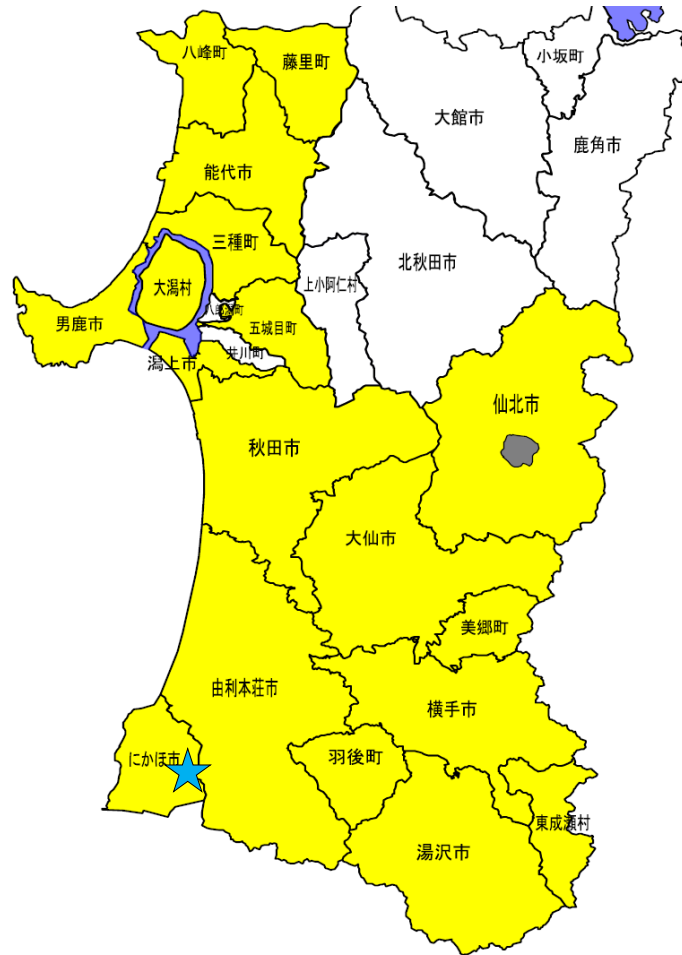 八峰町
藤里町
小坂町
大館市
鹿角市
能代市
三種町
北秋田市
上小阿仁村
大潟村
八郎潟町
男鹿市
五城目町
井川町
潟上市
仙北市
秋田市
大仙市
美郷町
由利本荘市
横手市
にかほ市
羽後町
東成瀬村
湯沢市